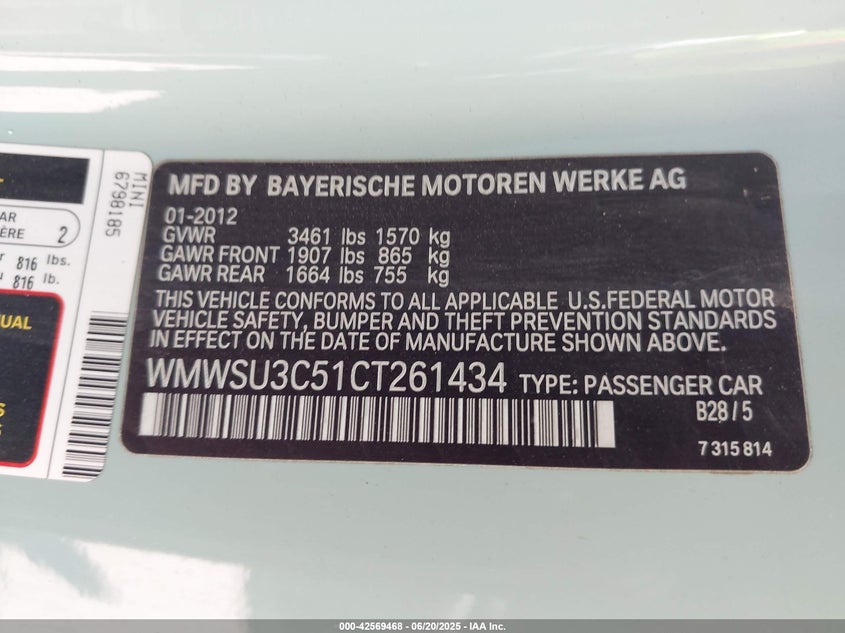 MFD BY BAYERISCHE MOTOREN WERKE AG
01-2012
GVWR 3461 lbs 1570 kg
GAWR FRONT 1907 lbs 865 kg
GAWR REAR 1664 lbs 755 kg
THIS VEHICLE CONFORMS TO ALL APPLICABLE U.S.FEDERAL MOTOR
VEHICLE SAFETY, BUMPER AND THEFT PREVENTION STANDARDS
IN EFFECT ON THE DATE OF MANUFACTURE SHOWN ABOVE.
WMWSU3C51CT261434 TYPE: PASSENGER CAR
B28/5
7 315 814
MINI
6798185
2
816 lbs.
816 lb.
000-42569468 - 06/20/2025 - IAA Inc.